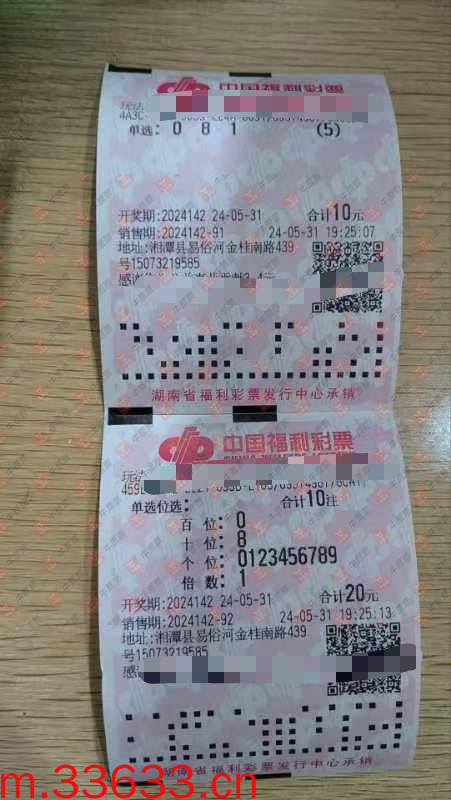 中国福利彩票
玩法
4A3C
单选: 0 8 1 (5)
开奖期:2024142 24-05-31 合计10元
销售期:2024142-91 24-05-31 19:25:07
地址:湘潭县易俗河金桂南路439
号15073219585
湖南省福利彩票发行中心承销
中国福利彩票
玩法
单选位选: 合计10注
百 位: 0
十 位: 8
个 位: 0123456789
倍 数: 1
开奖期:2024142 24-05-31 合计20元
销售期:2024142-92 24-05-31 19:25:13
地址:湘潭县易俗河金桂南路439
号15073219585
感
湖南省福利彩票发行中心承销
m.33633.cn